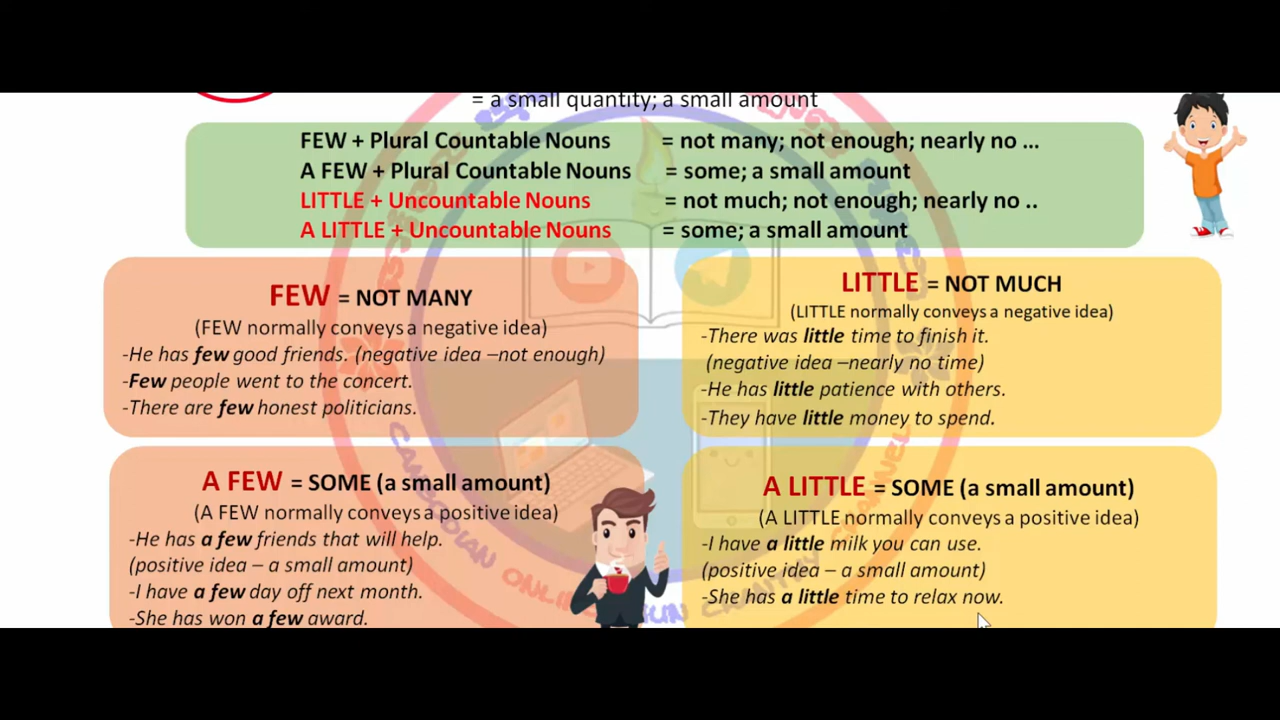 = a small quantity; a small amount
FEW + Plural Countable Nouns = not many; not enough; nearly no ...
A FEW + Plural Countable Nouns = some; a small amount
LITTLE + Uncountable Nouns = not much; not enough; nearly no ..
A LITTLE + Uncountable Nouns = some; a small amount
FEW = NOT MANY
(FEW normally conveys a negative idea)
-He has few good friends. (negative idea –not enough)
-Few people went to the concert.
-There are few honest politicians.
LITTLE = NOT MUCH
(LITTLE normally conveys a negative idea)
-There was little time to finish it.
(negative idea –nearly no time)
-He has little patience with others.
-They have little money to spend.
A FEW = SOME (a small amount)
(A FEW normally conveys a positive idea)
-He has a few friends that will help.
(positive idea – a small amount)
-I have a few day off next month.
-She has won a few award.
A LITTLE = SOME (a small amount)
(A LITTLE normally conveys a positive idea)
-I have a little milk you can use.
(positive idea – a small amount)
-She has a little time to relax now.